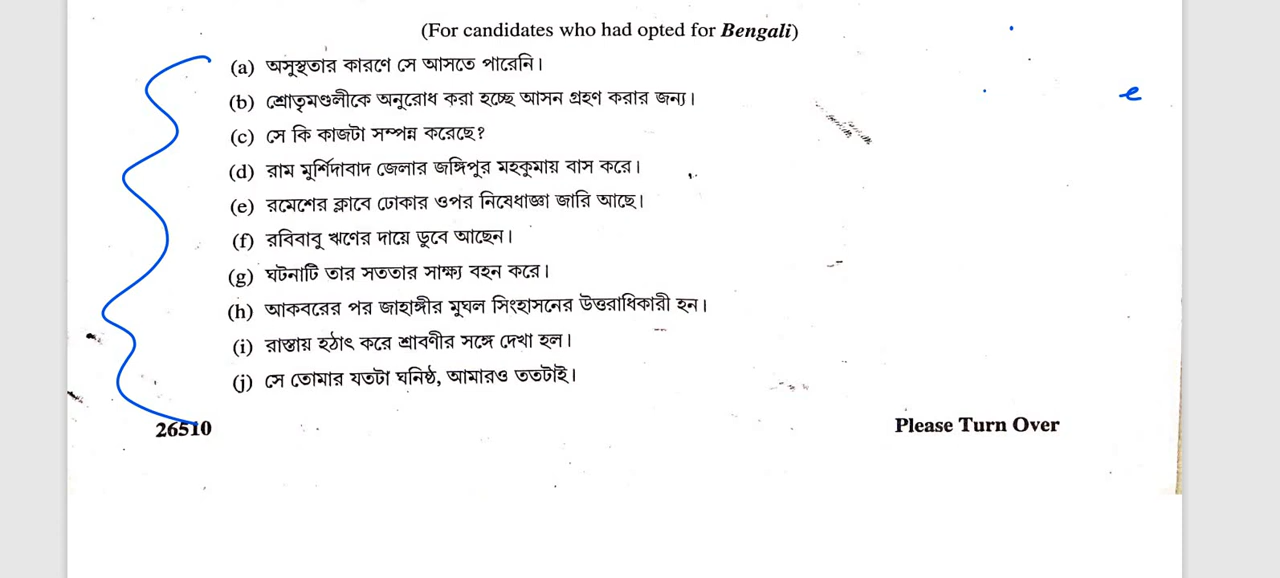 (For candidates who had opted for Bengali)
(a) অসুস্থতার কারণে সে আসতে পারেনি।
(b) শ্রোতৃমণ্ডলীকে অনুরোধ করা হচ্ছে আসন গ্রহণ করার জন্য।
(c) সে কি কাজটা সম্পন্ন করেছে?
(d) রাম মুর্শিদাবাদ জেলার জঙ্গিপুর মহকুমায় বাস করে।
(e) রমেশের ক্লাবে ঢোকার ওপর নিষেধাজ্ঞা জারি আছে।
(f) রবিবাবু ঋণের দায়ে ডুবে আছেন।
(g) ঘটনাটি তার সততার সাক্ষ্য বহন করে।
(h) আকবরের পর জাহাঙ্গীর মুঘল সিংহাসনের উত্তরাধিকারী হন।
(i) রাস্তায় হঠাৎ করে শ্রাবণীর সঙ্গে দেখা হল।
(j) সে তোমার যতটা ঘনিষ্ঠ, আমারও ততটাই।
26510 Please Turn Over